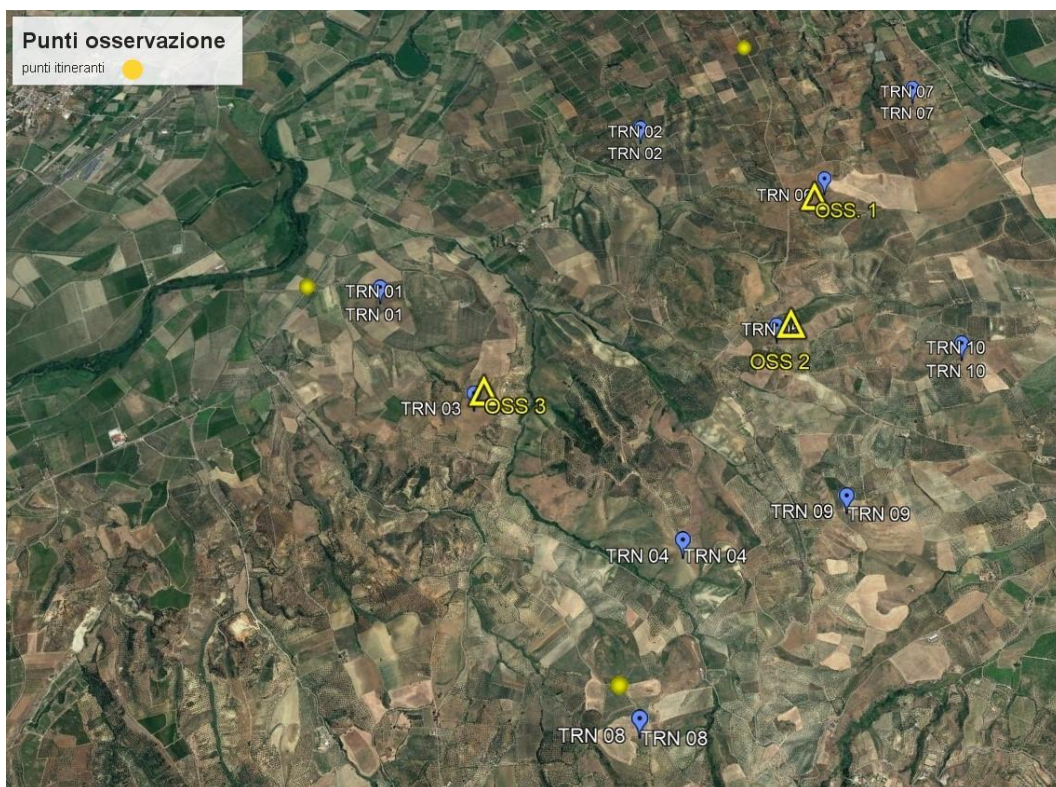 Punti osservazione
punti itineranti
TRN 07
TRN 07
TRN 02
TRN 02
TRN
OSS. 1
TRN 01
TRN 01
TRN
OSS 2
TRN 10
TRN 10
TRN 03
OSS 3
TRN 09 TRN 09
TRN 04 TRN 04
TRN 08 TRN 08